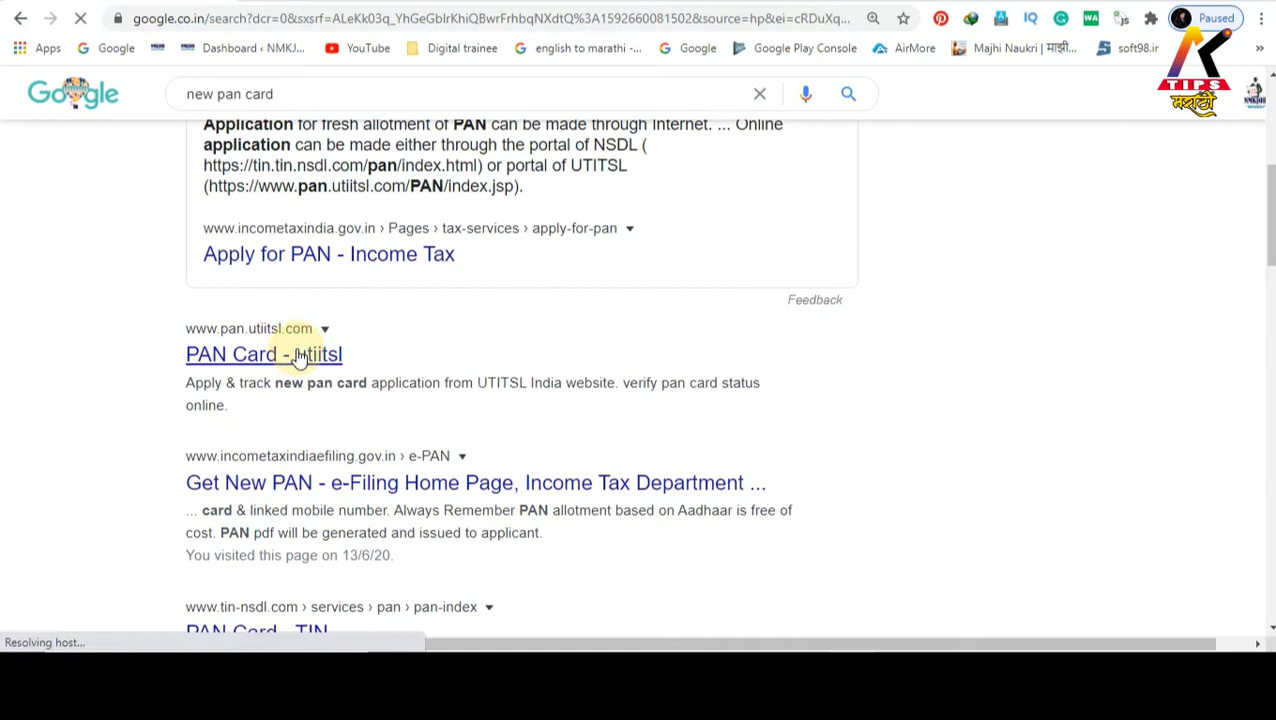 google.co.in/search?dcr=0&sxsrf=ALeKk03q_YhGeGblrKhiQBwrFrhbqNXdtQ%3A1592660081502&source=hp&ei=cRDuXq...
Paused
Apps
Google
Dashboard ‹ NMKJ...
YouTube
Digital trainee
english to marathi -...
Google
Google Play Console
AirMore
Majhi Naukri | माझी...
soft98.ir
»
K
TIPS
मराठी
Google
new pan card
Application for fresh allotment of PAN can be made through Internet. ... Online
application can be made either through the portal of NSDL (
https://tin.tin.nsdl.com/pan/index.html) or portal of UTITSL
(https://www.pan.utiitsl.com/PAN/index.jsp).
www.incometaxindia.gov.in › Pages › tax-services › apply-for-pan
Apply for PAN - Income Tax
Feedback
www.pan.utiitsl.com
PAN Card - utiitsl
Apply & track new pan card application from UTITSL India website. verify pan card status
online.
www.incometaxindiaefiling.gov.in › e-PAN
Get New PAN - e-Filing Home Page, Income Tax Department ...
... card & linked mobile number. Always Remember PAN allotment based on Aadhaar is free of
cost. PAN pdf will be generated and issued to applicant.
You visited this page on 13/6/20.
www.tin-nsdl.com › services › pan › pan-index
PAN Card - TIN
Resolving host...